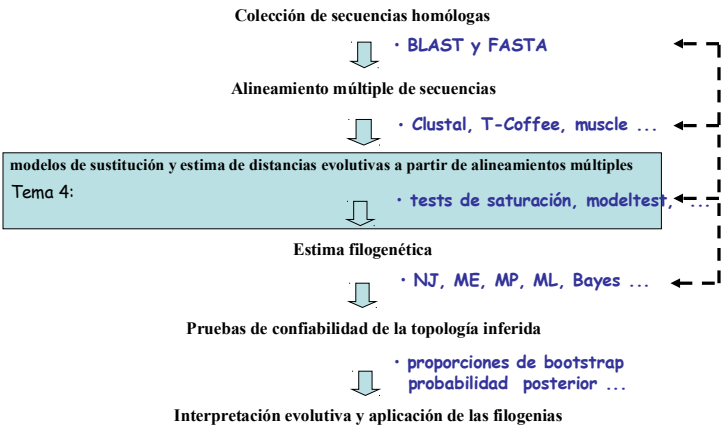 Colección de secuencias homólogas
· BLAST y FASTA
Alineamiento múltiple de secuencias
· Clustal, T-Coffee, muscle ...
modelos de sustitución y estima de distancias evolutivas a partir de alineamientos múltiples
Tema 4:
· tests de saturación, modeltest, ...
Estima filogenética
· NJ, ME, MP, ML, Bayes ...
Pruebas de confiabilidad de la topología inferida
· proporciones de bootstrap
probabilidad posterior ...
Interpretación evolutiva y aplicación de las filogenias